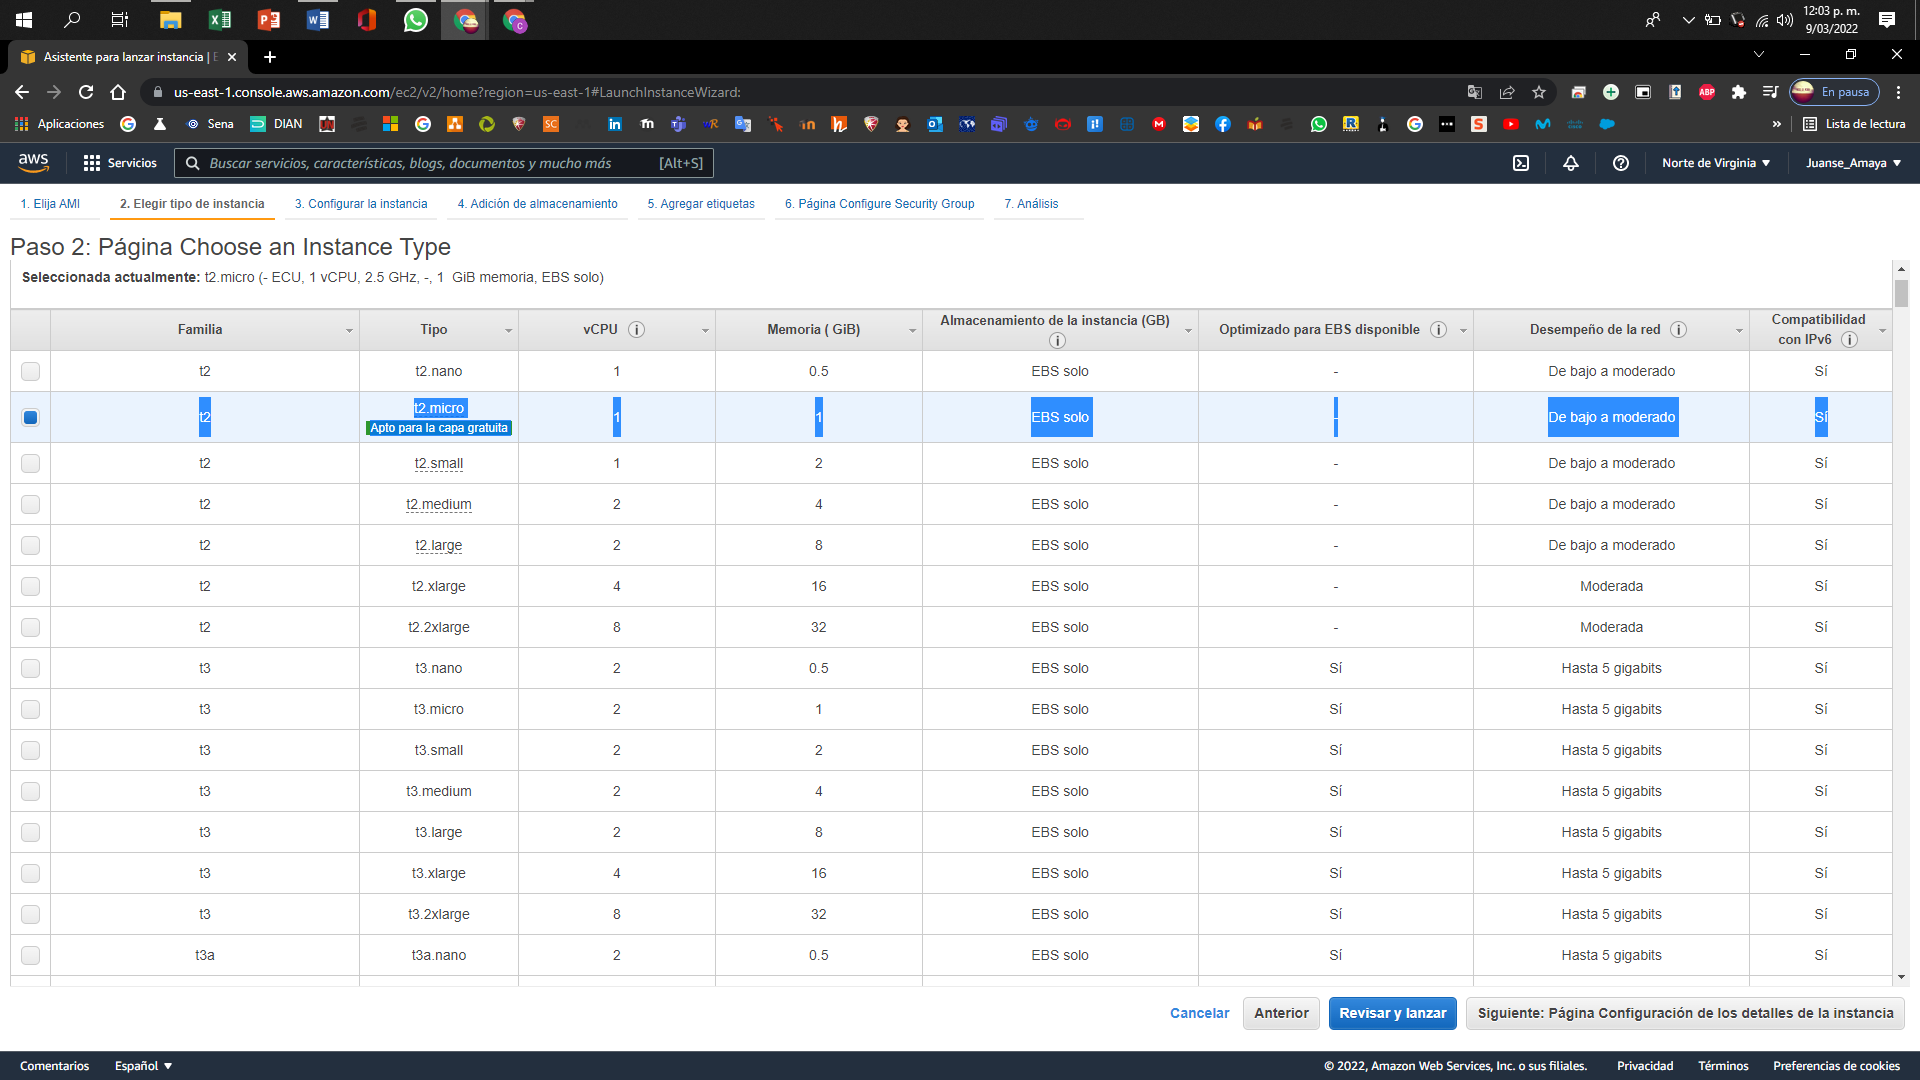 12:03 p. m.
9/03/2022
Asistente para lanzar instancia | E
us-east-1.console.aws.amazon.com/ec2/v2/home?region=us-east-1#LaunchInstanceWizard:
ABP
En pausa
Aplicaciones
Sena
DIAN
Lista de lectura
aws
Servicios
Buscar servicios, características, blogs, documentos y mucho más [Alt+S]
Norte de Virginia
Juanse_Amaya
1. Elija AMI 2. Elegir tipo de instancia 3. Configurar la instancia 4. Adición de almacenamiento 5. Agregar etiquetas 6. Página Configure Security Group 7. Análisis
Paso 2: Página Choose an Instance Type
Seleccionada actualmente: t2.micro (- ECU, 1 vCPU, 2.5 GHz, -, 1 GiB memoria, EBS solo)
Familia Tipo vCPU Memoria ( GiB) Almacenamiento de la instancia (GB) Optimizado para EBS disponible Desempeño de la red Compatibilidad con IPv6
t2 t2.nano 1 0.5 EBS solo - De bajo a moderado Sí
t2 t2.micro 1 1 EBS solo - De bajo a moderado Sí
Apto para la capa gratuita
t2 t2.small 1 2 EBS solo - De bajo a moderado Sí
t2 t2.medium 2 4 EBS solo - De bajo a moderado Sí
t2 t2.large 2 8 EBS solo - De bajo a moderado Sí
t2 t2.xlarge 4 16 EBS solo - Moderada Sí
t2 t2.2xlarge 8 32 EBS solo - Moderada Sí
t3 t3.nano 2 0.5 EBS solo Sí Hasta 5 gigabits Sí
t3 t3.micro 2 1 EBS solo Sí Hasta 5 gigabits Sí
t3 t3.small 2 2 EBS solo Sí Hasta 5 gigabits Sí
t3 t3.medium 2 4 EBS solo Sí Hasta 5 gigabits Sí
t3 t3.large 2 8 EBS solo Sí Hasta 5 gigabits Sí
t3 t3.xlarge 4 16 EBS solo Sí Hasta 5 gigabits Sí
t3 t3.2xlarge 8 32 EBS solo Sí Hasta 5 gigabits Sí
t3a t3a.nano 2 0.5 EBS solo Sí Hasta 5 gigabits Sí
Cancelar Anterior Revisar y lanzar Siguiente: Página Configuración de los detalles de la instancia
Comentarios Español © 2022, Amazon Web Services, Inc. o sus filiales. Privacidad Términos Preferencias de cookies